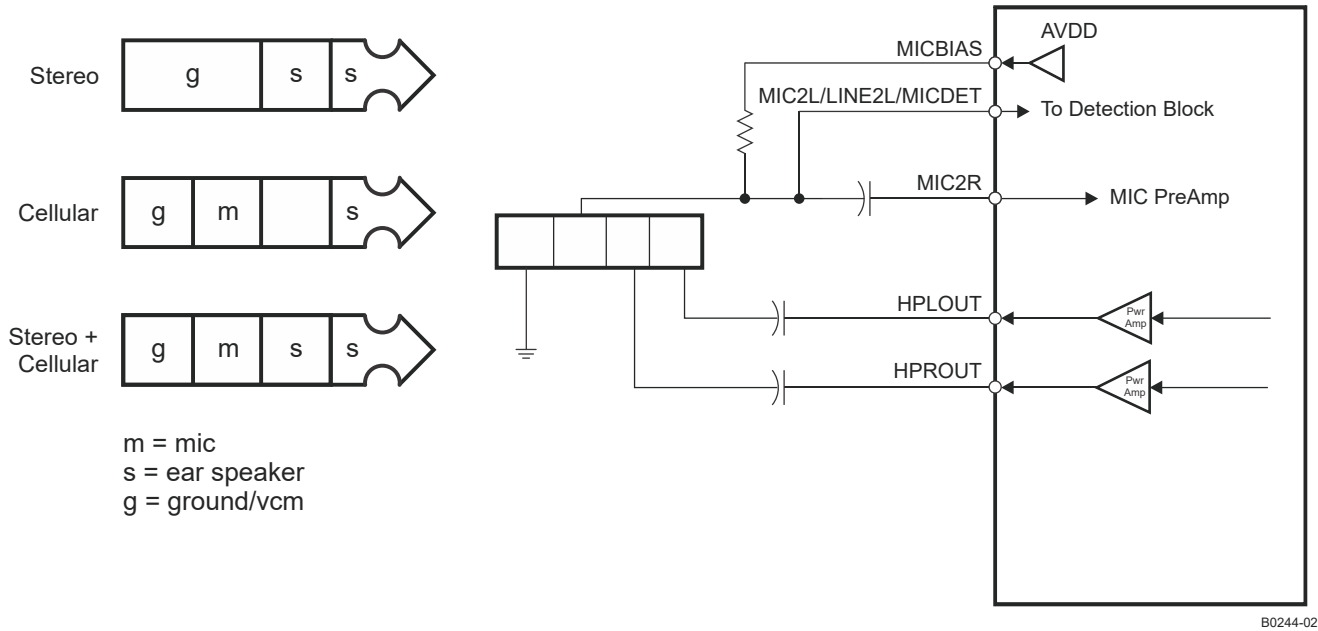 Stereo
g s s
Cellular
g m s
Stereo +
Cellular
g m s s
m = mic
s = ear speaker
g = ground/vcm
MICBIAS
AVDD
MIC2L/LINE2L/MICDET
To Detection Block
MIC2R
MIC PreAmp
HPLOUT
Pwr
Amp
HPROUT
Pwr
Amp
B0244-02